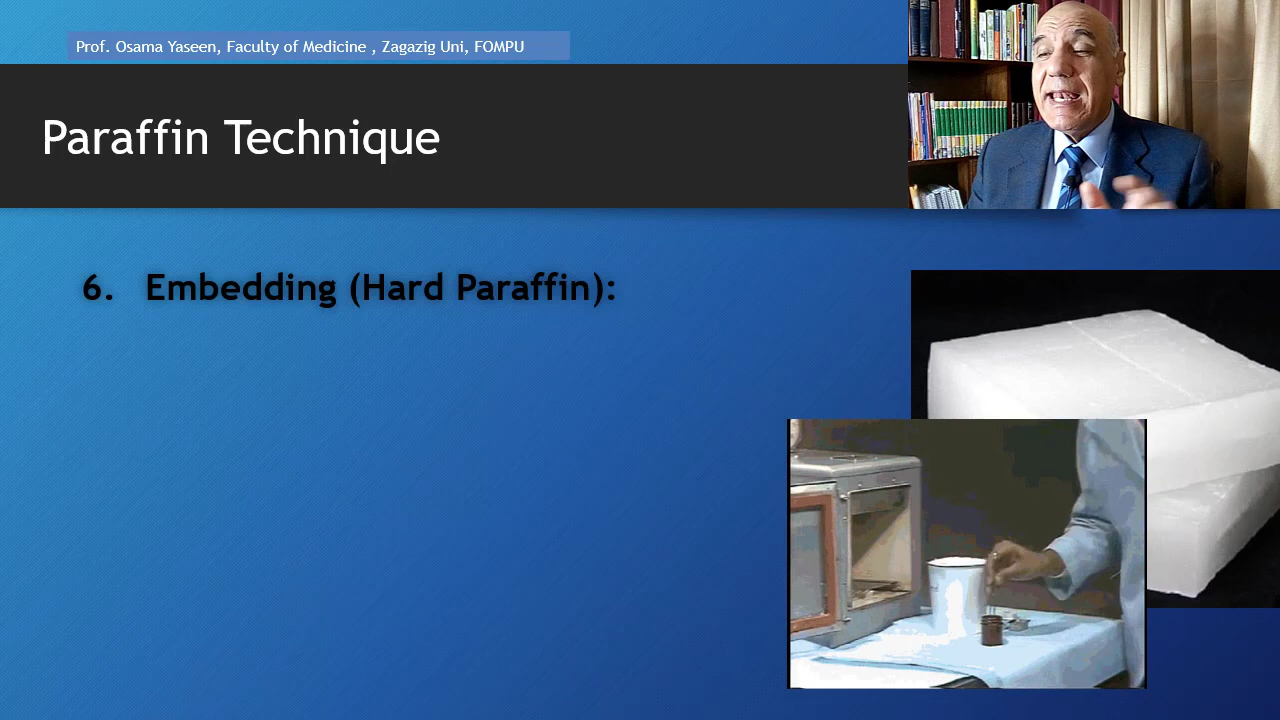 Prof. Osama Yaseen, Faculty of Medicine , Zagazig Uni, FOMPU
Paraffin Technique
6. Embedding (Hard Paraffin):